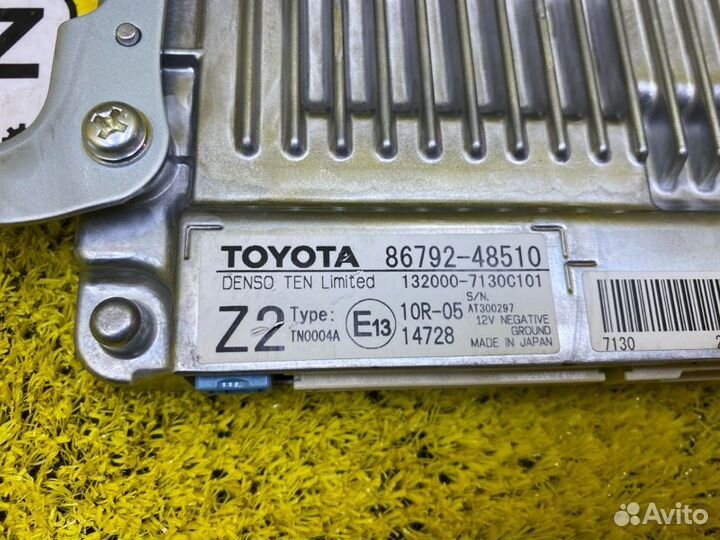 TOYOTA 86792-48510
DENSO TEN Limited 132000-7130C101
Z2 Type: TN0004A E13 10R-05 14728
S/N. AT300297
12V NEGATIVE GROUND
MADE IN JAPAN
7130
Avito